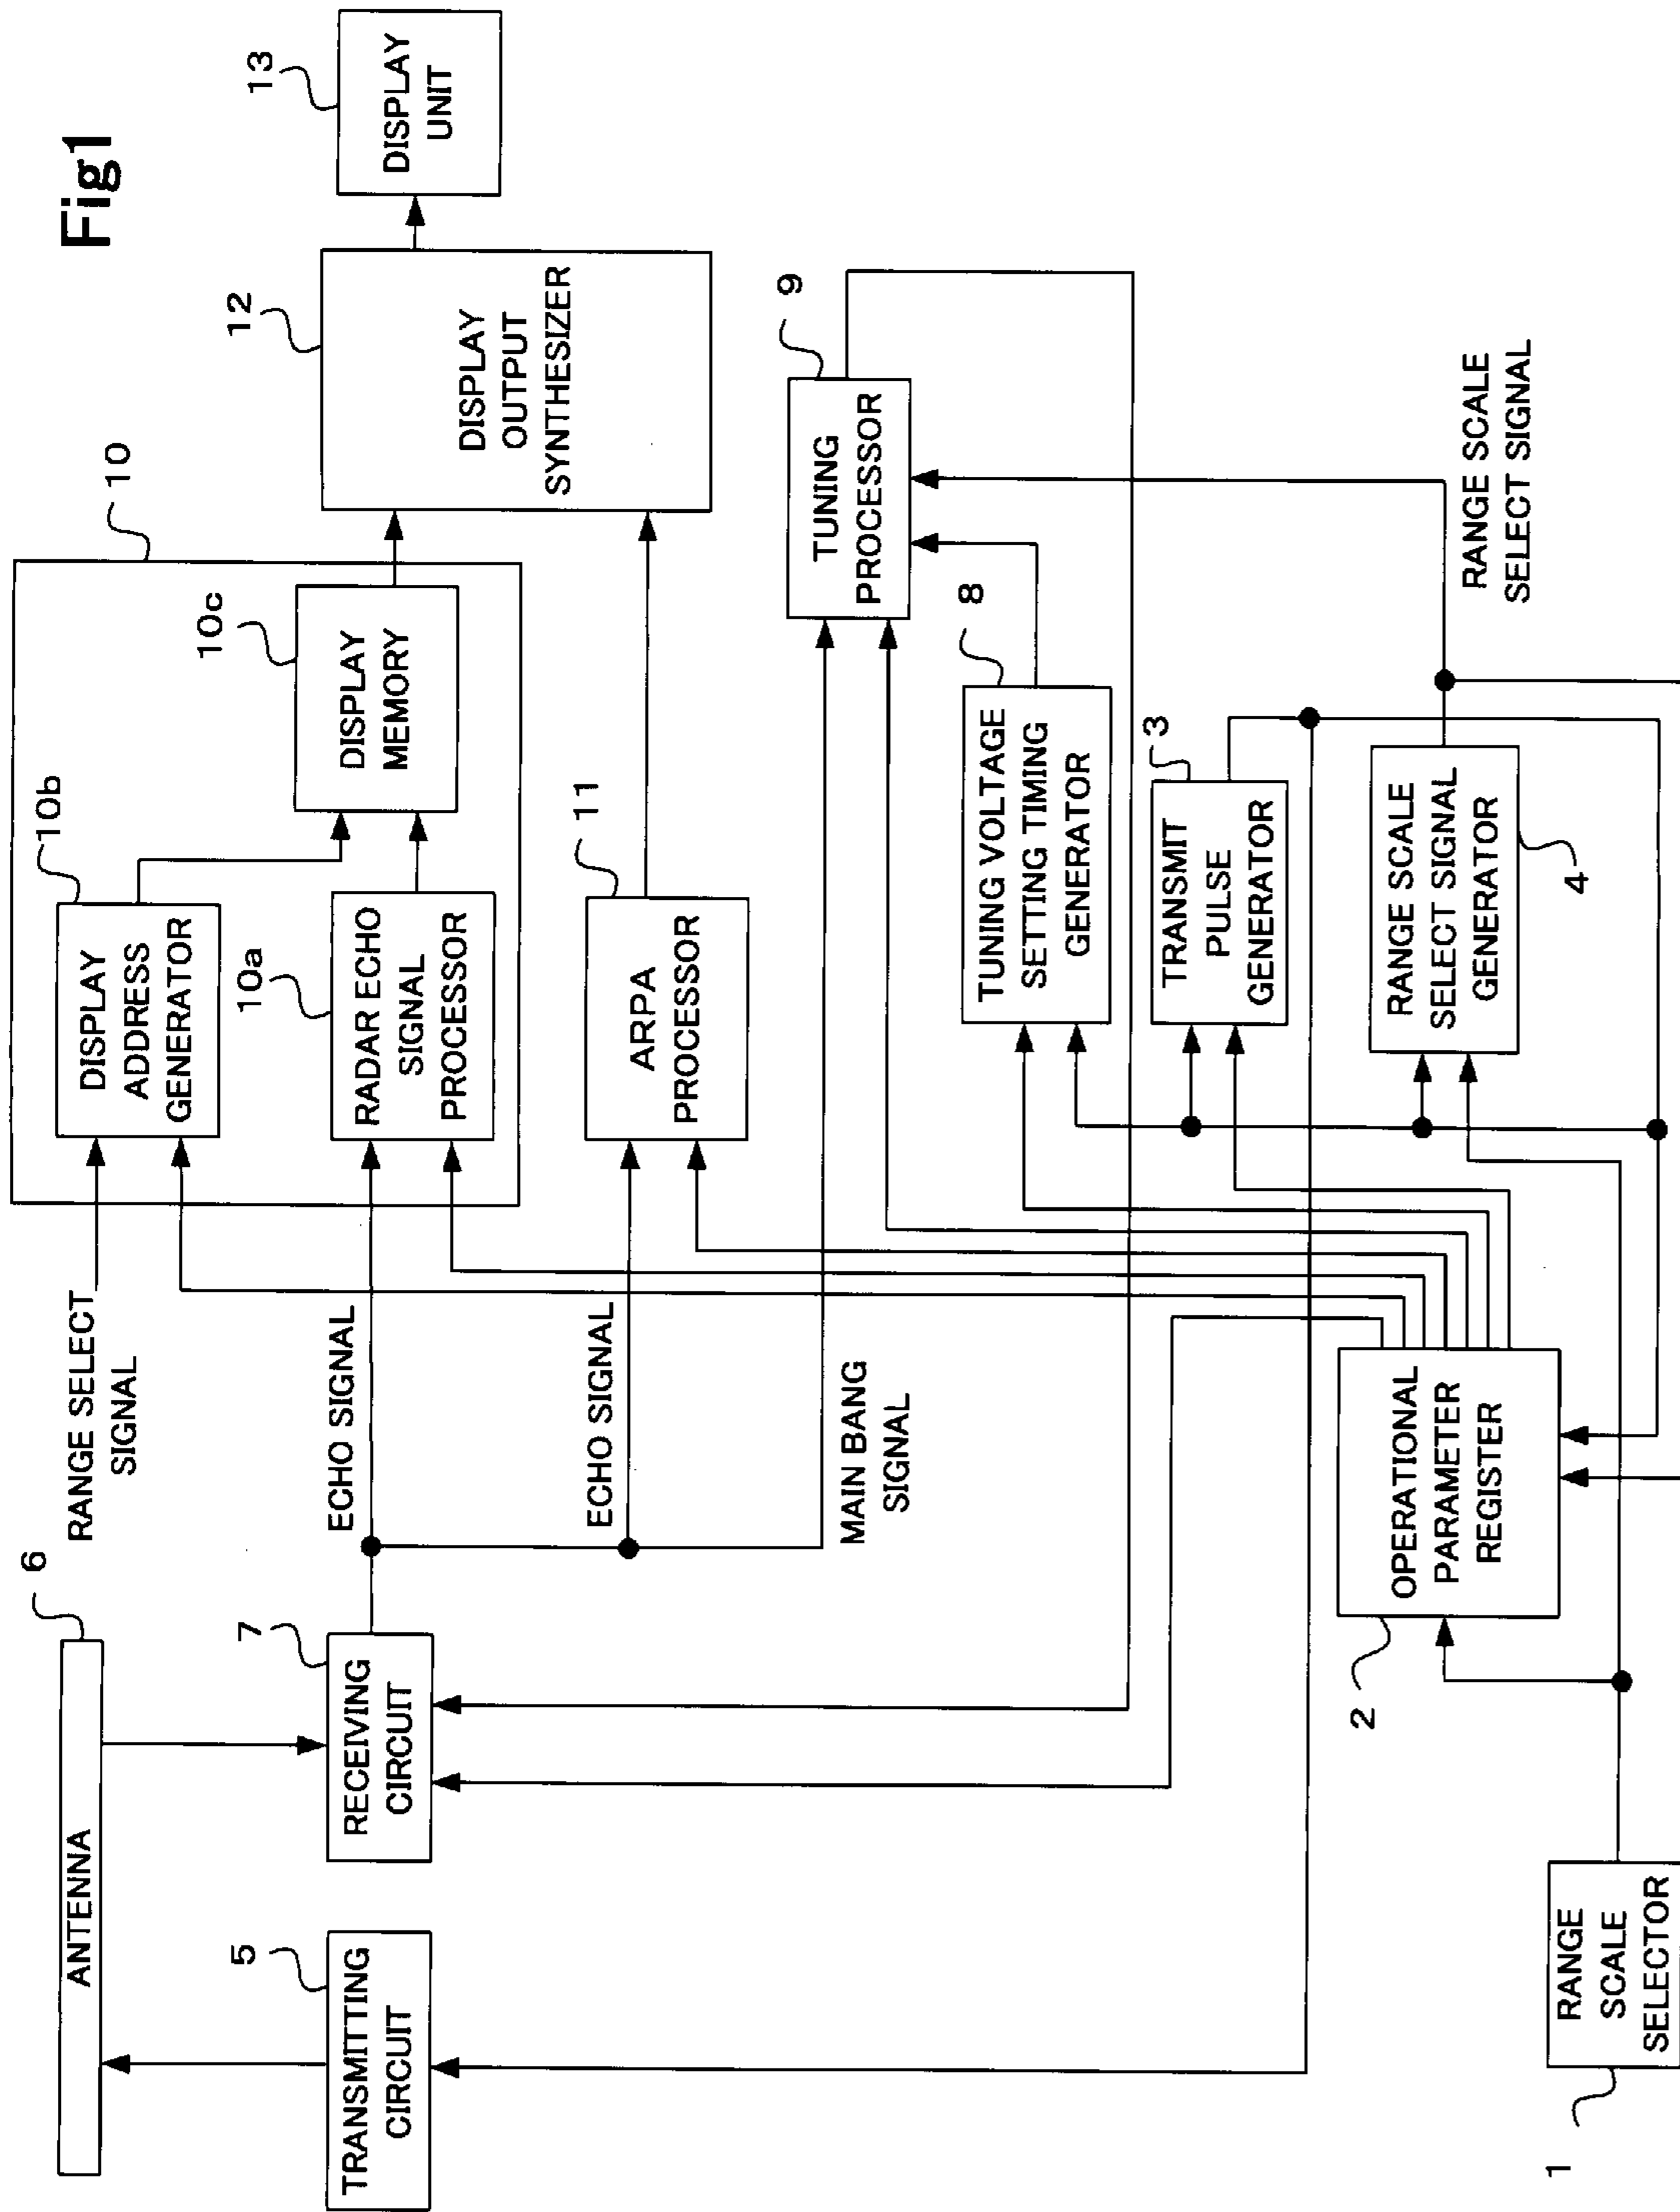 Fig1
6
ANTENNA
5
TRANSMITTING
CIRCUIT
7
RECEIVING
CIRCUIT
RANGE SELECT
SIGNAL
ECHO SIGNAL
ECHO SIGNAL
MAIN BANG
SIGNAL
10
10b
DISPLAY
ADDRESS
GENERATOR
10a
RADAR ECHO
SIGNAL
PROCESSOR
10c
DISPLAY
MEMORY
11
ARPA
PROCESSOR
12
DISPLAY
OUTPUT
SYNTHESIZER
13
DISPLAY
UNIT
9
TUNING
PROCESSOR
8
TUNING VOLTAGE
SETTING TIMING
GENERATOR
3
TRANSMIT
PULSE
GENERATOR
RANGE SCALE
SELECT SIGNAL
GENERATOR
4
RANGE SCALE
SELECT SIGNAL
OPERATIONAL
PARAMETER
REGISTER
2
RANGE
SCALE
SELECTOR
1